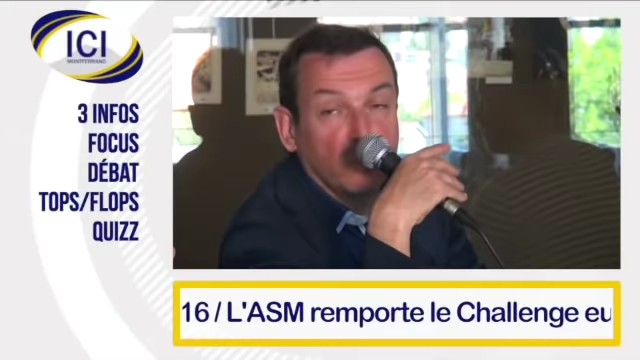 ICI
MONTFERRAND
3 INFOS
FOCUS
DÉBAT
TOPS/FLOPS
QUIZZ
16 / L'ASM remporte le Challenge eu